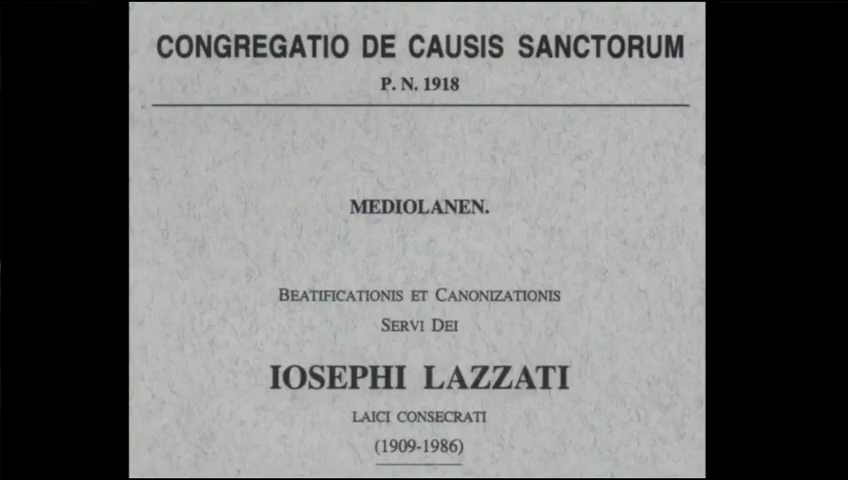 CONGREGATIO DE CAUSIS SANCTORUM
P. N. 1918
MEDIOLANEN.
BEATIFICATIONIS ET CANONIZATIONIS
SERVI DEI
IOSEPHI LAZZATI
LAICI CONSECRATI
(1909-1986)